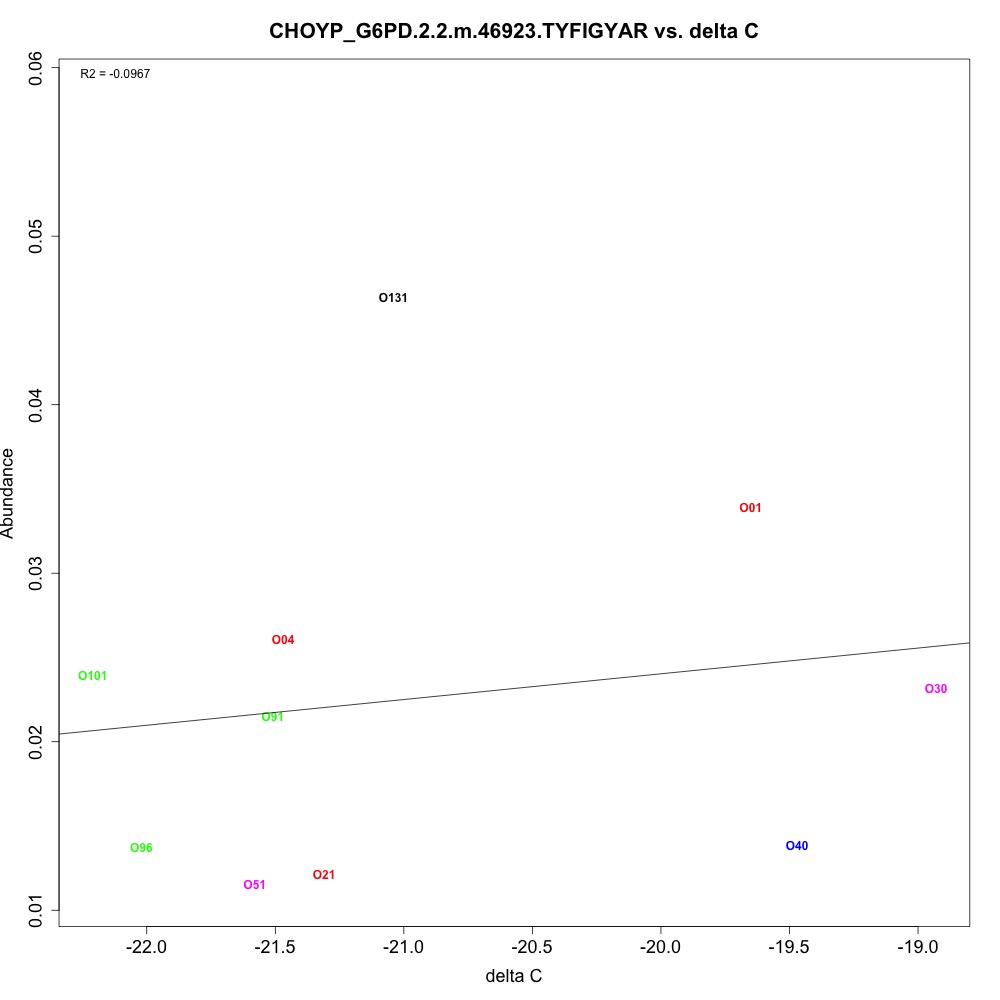 CHOYP_G6PD.2.2.m.46923.TYFIGYAR vs. delta C
R2 = -0.0967
0.06
0.05
0.04
0.03
0.02
0.01
Abundance
O131
O01
O04
O101
O30
O91
O96
O40
O21
O51
-22.0
-21.5
-21.0
-20.5
-20.0
-19.5
-19.0
delta C